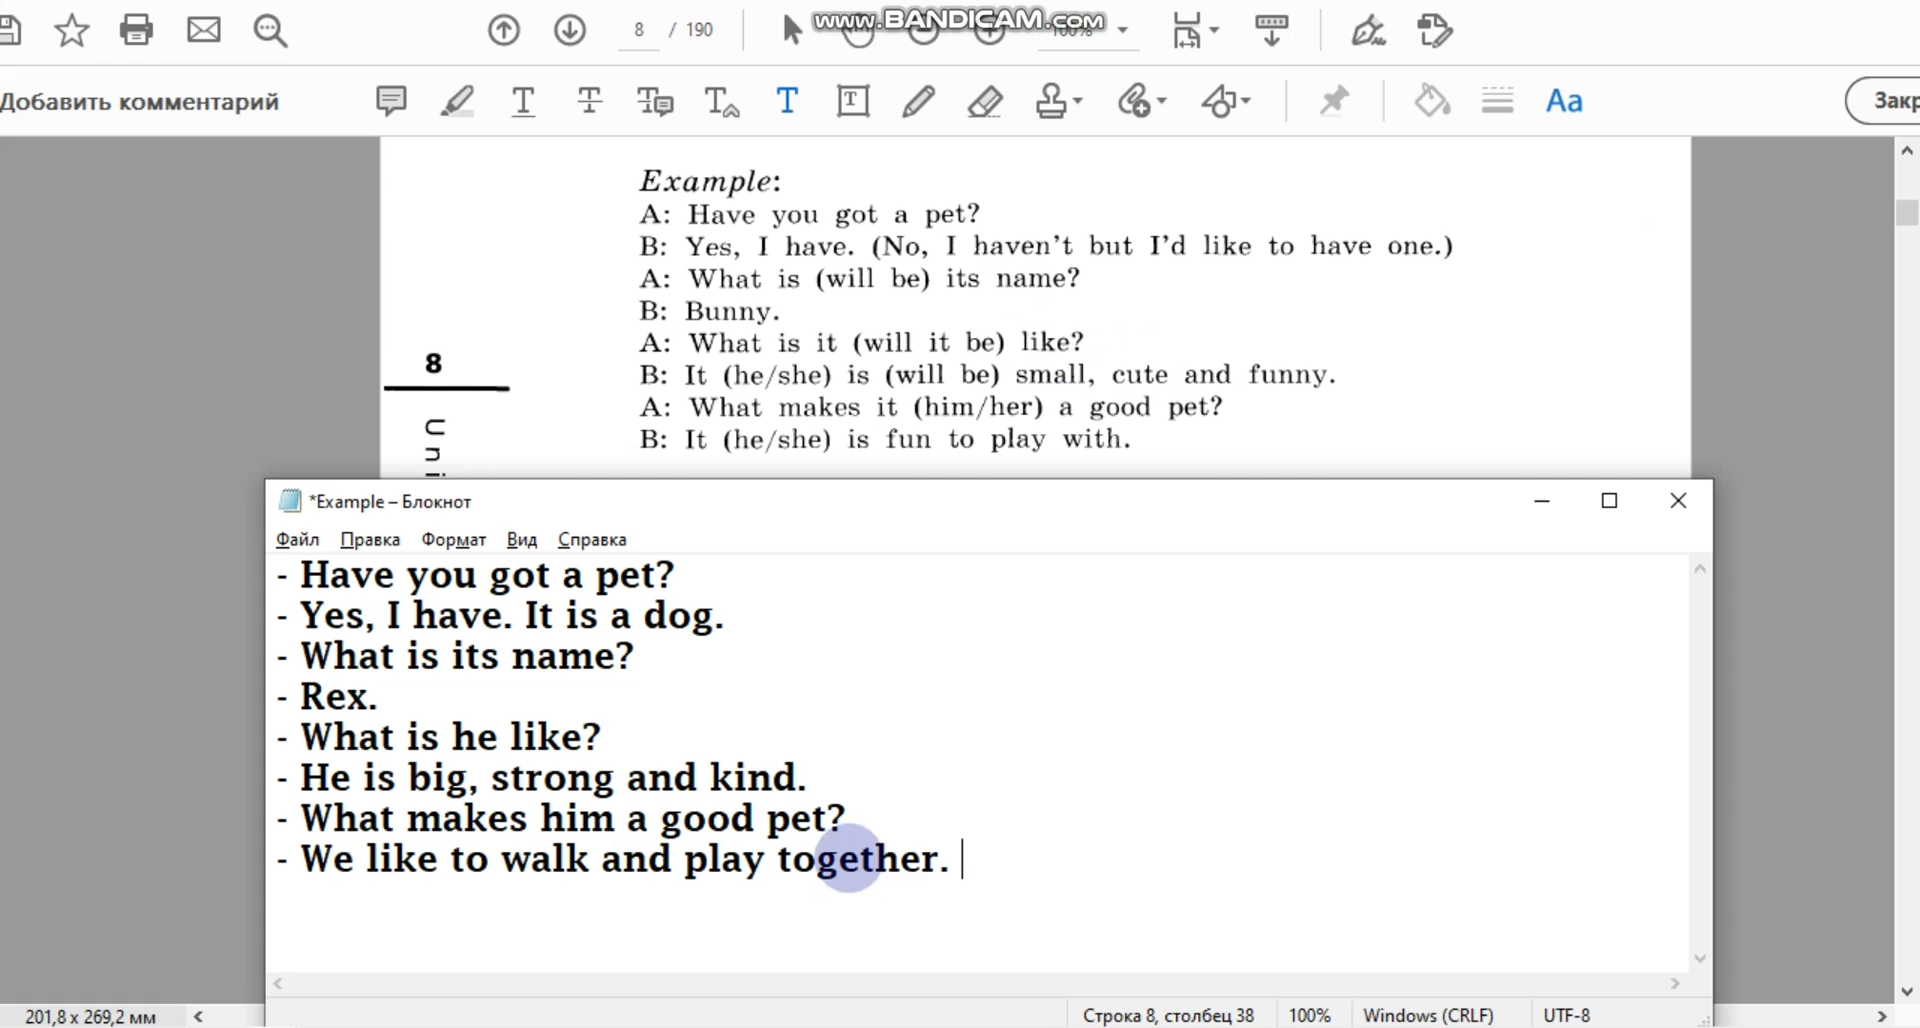 www.BANDICAM.com
8 / 190
100%
Добавить комментарий
Aa
Закр
Example:
A: Have you got a pet?
B: Yes, I have. (No, I haven't but I'd like to have one.)
A: What is (will be) its name?
B: Bunny.
A: What is it (will it be) like?
B: It (he/she) is (will be) small, cute and funny.
A: What makes it (him/her) a good pet?
B: It (he/she) is fun to play with.
8
Uni
*Example – Блокнот
Файл Правка Формат Вид Справка
- Have you got a pet?
- Yes, I have. It is a dog.
- What is its name?
- Rex.
- What is he like?
- He is big, strong and kind.
- What makes him a good pet?
- We like to walk and play together.
201,8 x 269,2 мм
Строка 8, столбец 38 100% Windows (CRLF) UTF-8